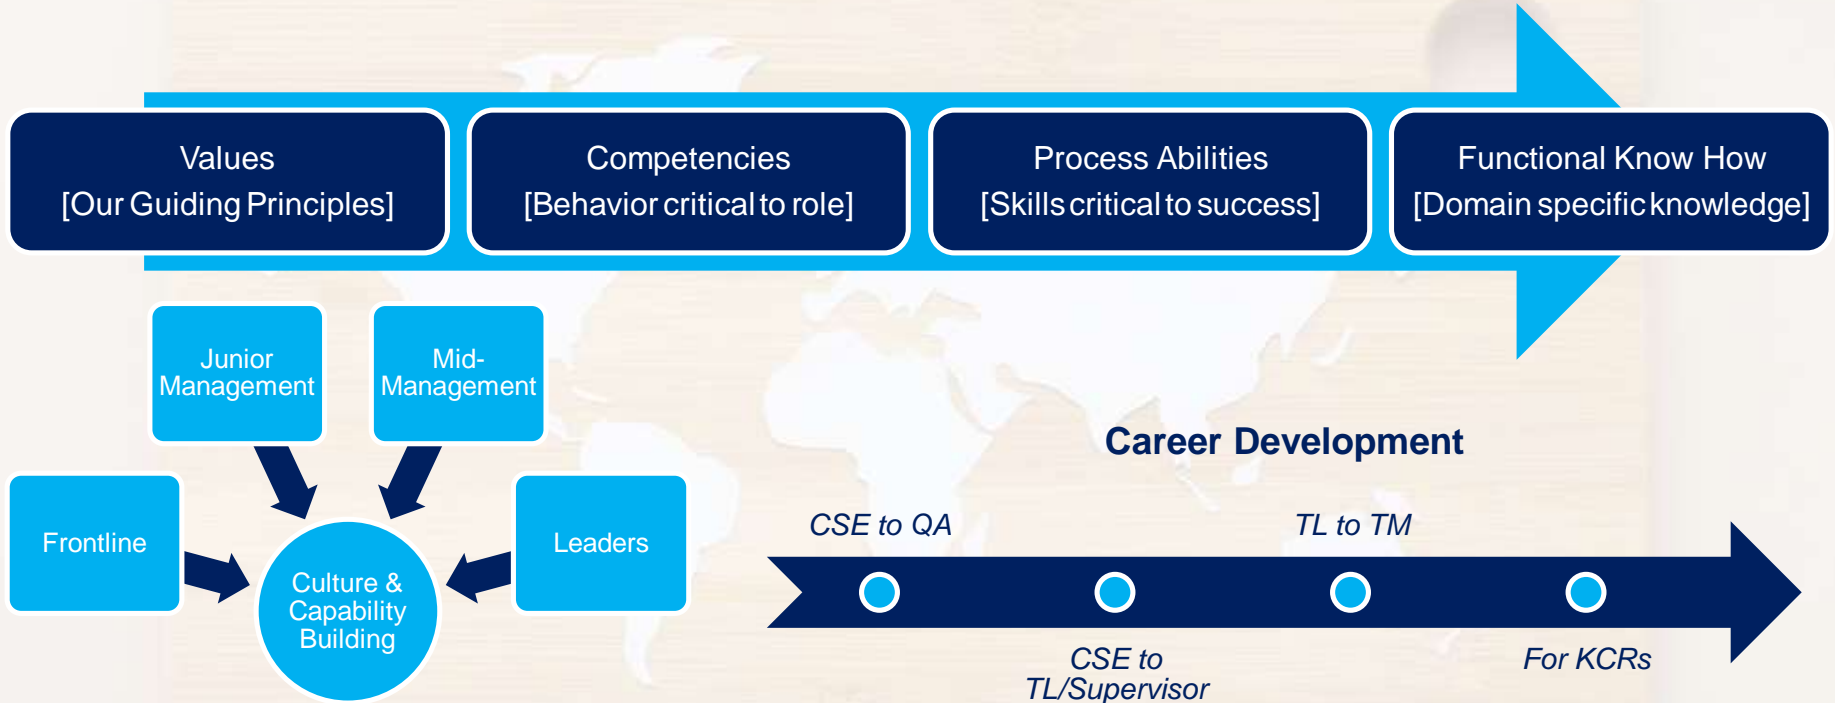 Values
[Our Guiding Principles]
Competencies
[Behavior critical to role]
Process Abilities
[Skills critical to success]
Functional Know How
[Domain specific knowledge]
Junior
Management
Mid-
Management
Frontline
Leaders
Culture &
Capability
Building
Career Development
CSE to QA
TL to TM
CSE to
TL/Supervisor
For KCRs